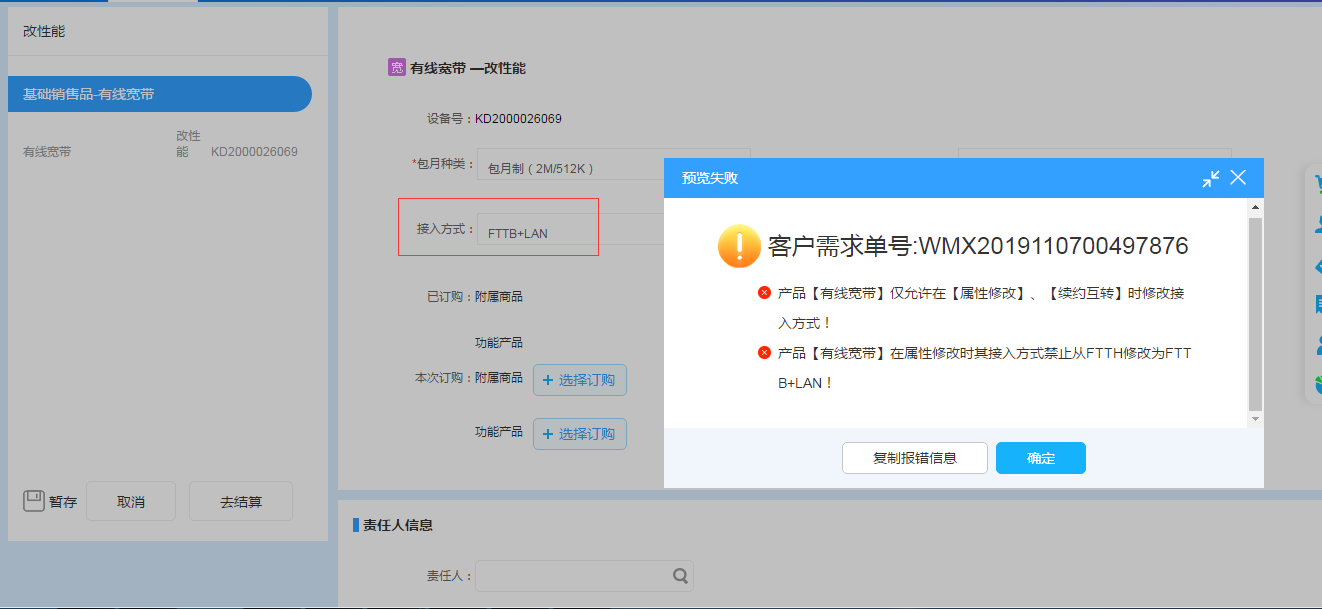 改性能
基础销售品-有线宽带
有线宽带 改性能 KD2000026069
暂存 取消 去结算
宽 有线宽带 —改性能
设备号：KD2000026069
*包月种类：包月制（2M/512K）
接入方式：FTTB+LAN
已订购：附属商品
功能产品
本次订购：附属商品 + 选择订购
功能产品 + 选择订购
责任人信息
责任人：
预览失败
客户需求单号:WMX2019110700497876
产品【有线宽带】仅允许在【属性修改】、【续约互转】时修改接
入方式！
产品【有线宽带】在属性修改时其接入方式禁止从FTTH修改为FTT
B+LAN！
复制报错信息 确定